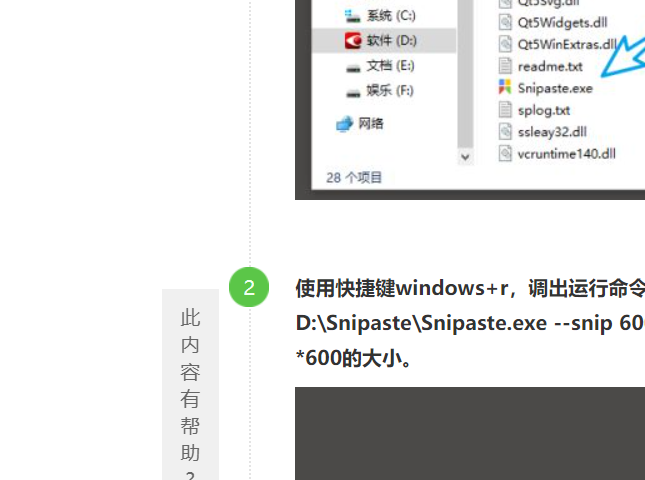 系统 (C:)
软件 (D:)
文档 (E:)
娱乐 (F:)
网络
28 个项目
Qt5Svg.dll
Qt5Widgets.dll
Qt5WinExtras.dll
readme.txt
Snipaste.exe
splog.txt
ssleay32.dll
vcruntime140.dll
2
使用快捷键windows+r，调出运行命令
D:\Snipaste\Snipaste.exe --snip 600
*600的大小。
此
内
容
有
帮
助
?